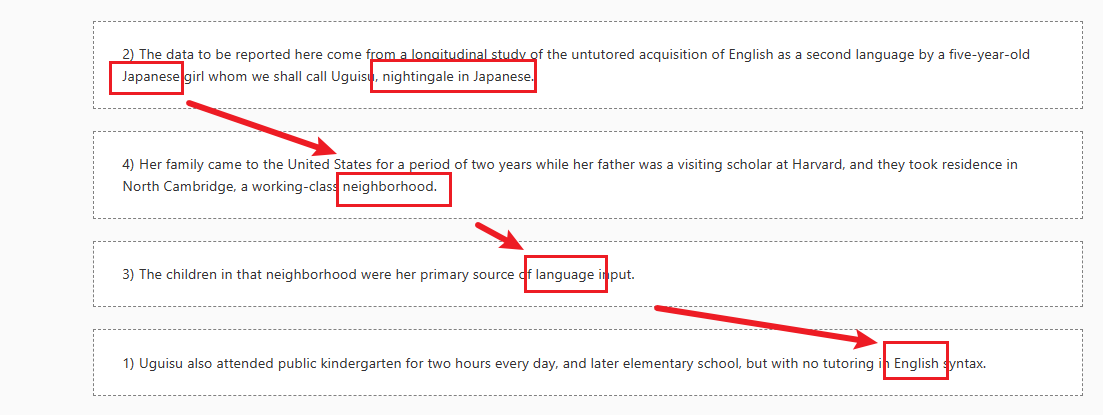 2) The data to be reported here come from a longitudinal study of the untutored acquisition of English as a second language by a five-year-old
Japanese girl whom we shall call Uguisu, nightingale in Japanese.
4) Her family came to the United States for a period of two years while her father was a visiting scholar at Harvard, and they took residence in
North Cambridge, a working-class neighborhood.
3) The children in that neighborhood were her primary source of language input.
1) Uguisu also attended public kindergarten for two hours every day, and later elementary school, but with no tutoring in English syntax.